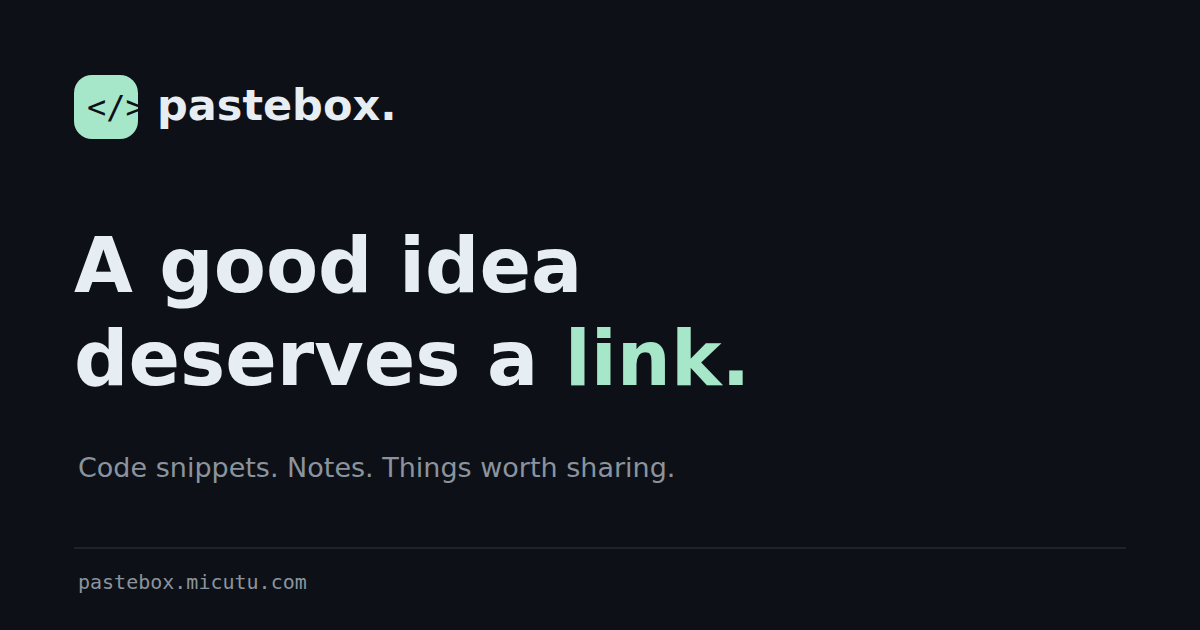 </> pastebox.
A good idea
deserves a link.
Code snippets. Notes. Things worth sharing.
pastebox.micutu.com